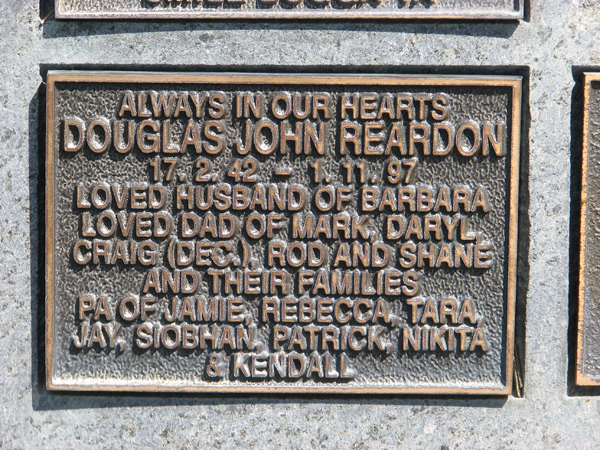 ALWAYS IN OUR HEARTS
DOUGLAS JOHN REARDON
17. 2. 42 - 1. 11. 97
LOVED HUSBAND OF BARBARA
LOVED DAD OF MARK, DARYL,
CRAIG (DEC.), ROD AND SHANE
AND THEIR FAMILIES
PA OF JAMIE, REBECCA, TARA,
JAY, SIOBHAN, PATRICK, NIKITA
& KENDALL